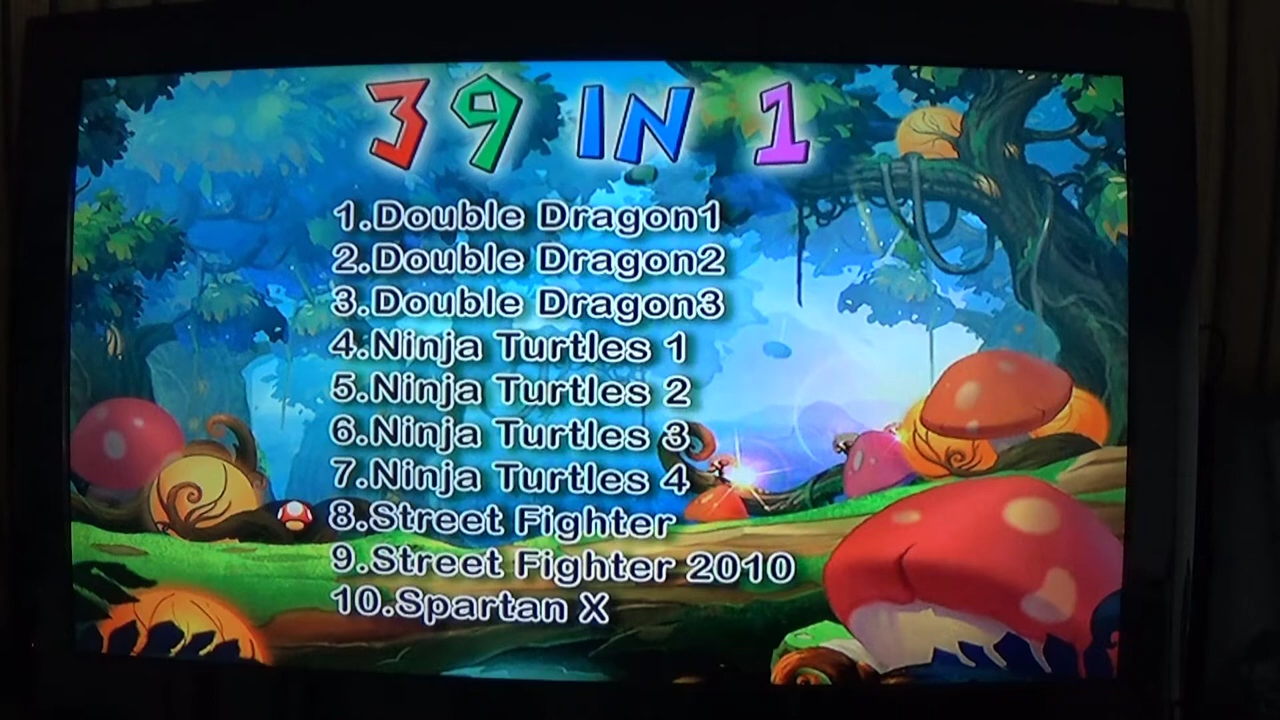 39 IN 1
1.Double Dragon1
2.Double Dragon2
3.Double Dragon3
4.Ninja Turtles 1
5.Ninja Turtles 2
6.Ninja Turtles 3
7.Ninja Turtles 4
8.Street Fighter
9.Street Fighter 2010
10.Spartan X